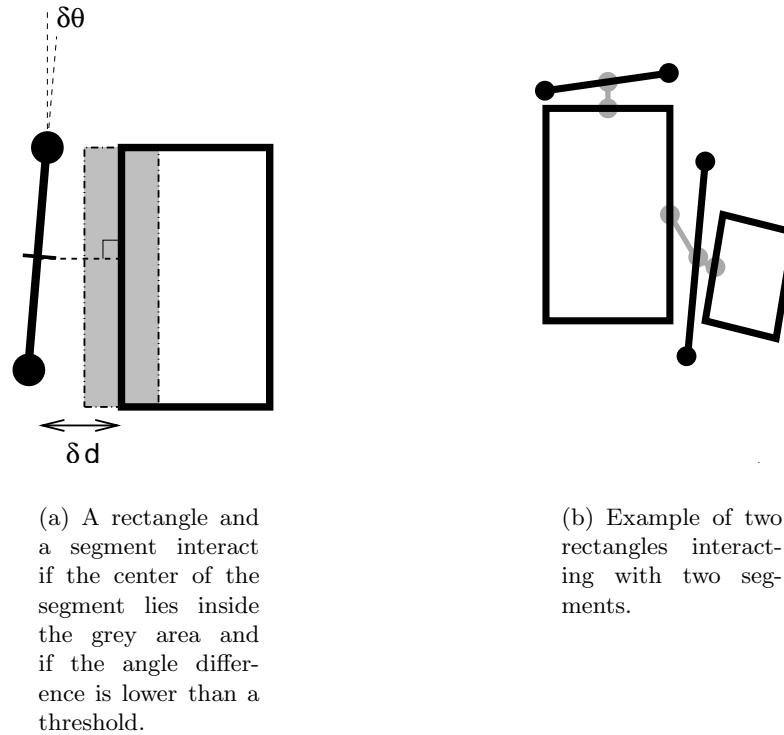 δθ
δ d
(a) A rectangle and
a segment interact
if the center of the
segment lies inside
the grey area and
if the angle differ-
ence is lower than a
threshold.
(b) Example of two
rectangles interact-
ing with two seg-
ments.